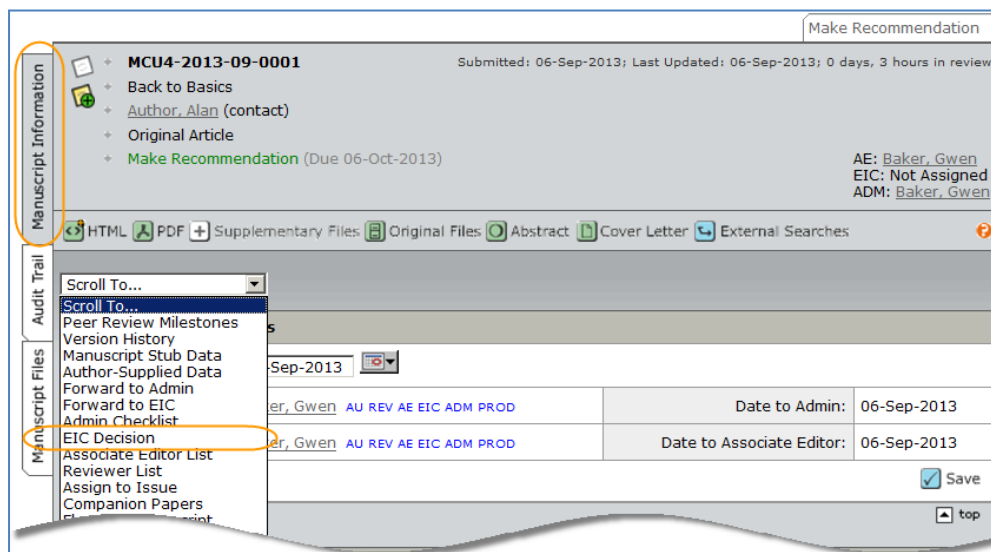 Make Recommendation
Manuscript Information
MCU4-2013-09-0001
Submitted: 06-Sep-2013; Last Updated: 06-Sep-2013; 0 days, 3 hours in review
Back to Basics
Author, Alan (contact)
Original Article
Make Recommendation (Due 06-Oct-2013)
AE: Baker, Gwen
EIC: Not Assigned
ADM: Baker, Gwen
HTML PDF Supplementary Files Original Files Abstract Cover Letter External Searches
Audit Trail
Manuscript Files
Scroll To...
Scroll To...
Peer Review Milestones
Version History
Manuscript Stub Data
Author-Supplied Data
Forward to Admin
Forward to EIC
Admin Checklist
EIC Decision
Associate Editor List
Reviewer List
Assign to Issue
Companion Papers
s
-Sep-2013
er, Gwen AU REV AE EIC ADM PROD
Date to Admin: 06-Sep-2013
er, Gwen AU REV AE EIC ADM PROD
Date to Associate Editor: 06-Sep-2013
Save
top